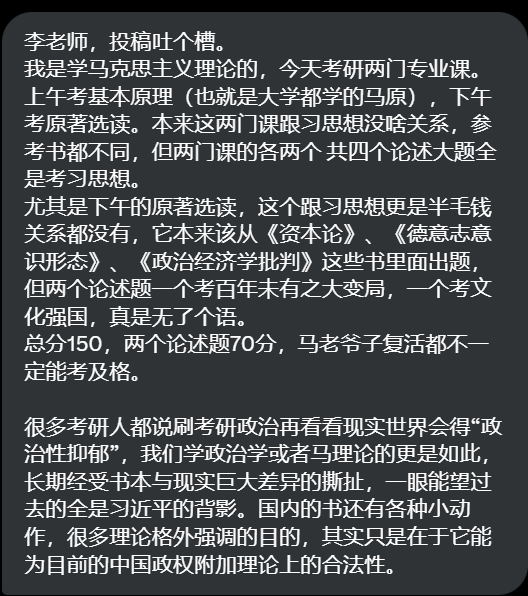 李老师，投稿吐个槽。
我是学马克思主义理论的，今天考研两门专业课。
上午考基本原理（也就是大学都学的马原），下午
考原著选读。本来这两门课跟习思想没啥关系，参
考书都不同，但两门课的各两个 共四个论述大题全
是考习思想。
尤其是下午的原著选读，这个跟习思想更是半毛钱
关系都没有，它本来该从《资本论》、《德意志意
识形态》、《政治经济学批判》这些书里面出题，
但两个论述题一个考百年未有之大变局，一个考文
化强国，真是无了个语。
总分150，两个论述题70分，马老爷子复活都不一
定能考及格。
很多考研人都说刷考研政治再看看现实世界会得“政
治性抑郁”，我们学政治学或者马理论的更是如此，
长期经受书本与现实巨大差异的撕扯，一眼能望过
去的全是习近平的背影。国内的书还有各种小动
作，很多理论格外强调的目的，其实只是在于它能
为目前的中国政权附加理论上的合法性。